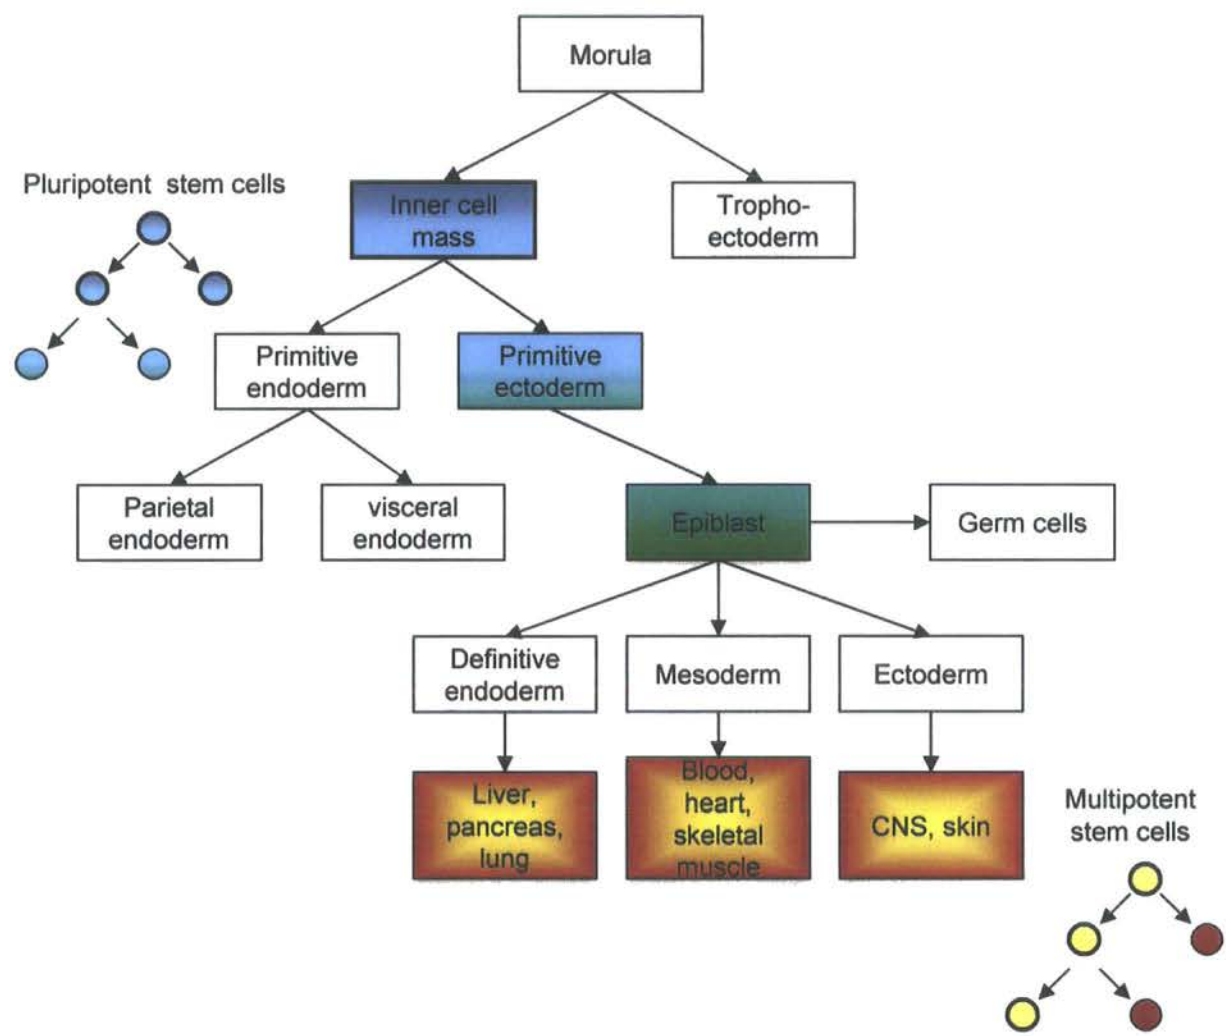 Morula
Pluripotent stem cells
Inner cell
mass
Tropho-
ectoderm
Primitive
endoderm
Primitive
ectoderm
Parietal
endoderm
visceral
endoderm
Epiblast
Germ cells
Definitive
endoderm
Mesoderm
Ectoderm
Liver,
pancreas,
lung
Blood,
heart,
skeletal
muscle
CNS, skin
Multipotent
stem cells